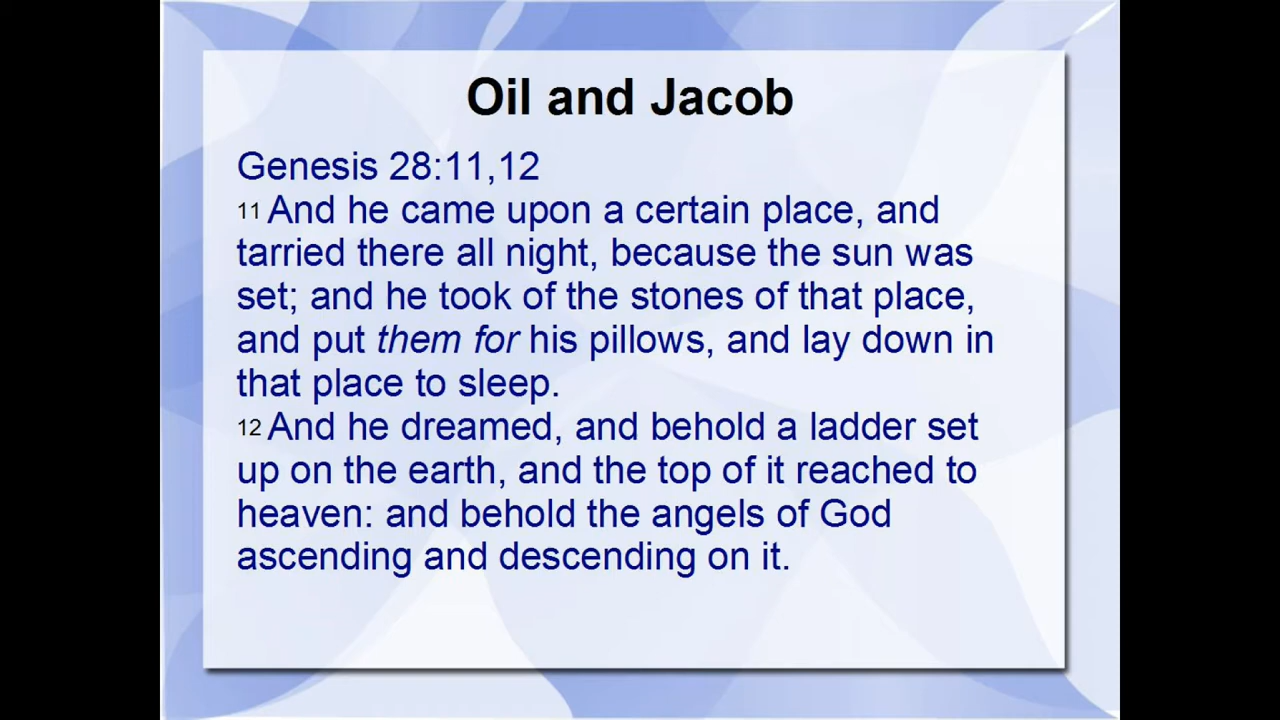 Oil and Jacob
Genesis 28:11,12
11 And he came upon a certain place, and
tarried there all night, because the sun was
set; and he took of the stones of that place,
and put them for his pillows, and lay down in
that place to sleep.
12 And he dreamed, and behold a ladder set
up on the earth, and the top of it reached to
heaven: and behold the angels of God
ascending and descending on it.